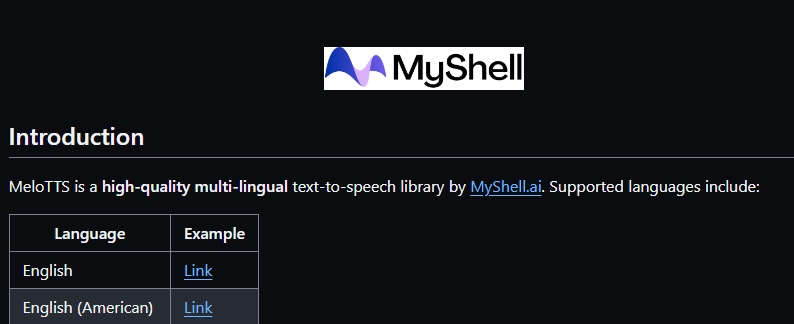 MyShell
Introduction
MeloTTS is a high-quality multi-lingual text-to-speech library by MyShell.ai. Supported languages include:
Language Example
English Link
English (American) Link